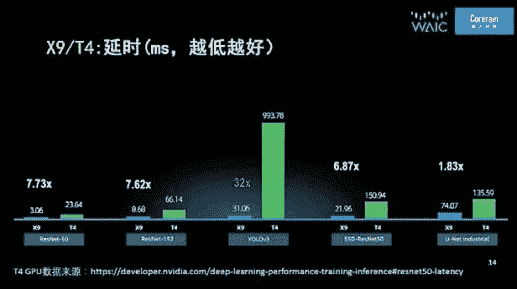 WAIC
Corerain
X9/T4:延时(ms,越低越好)
993.78
7.73x
7.62x
32x
6.87x
1.83x
3.06
23.64
8.68
66.14
31.06
21.96
150.94
74.07
135.59
X9
T4
X9
T4
X9
T4
X9
T4
X9
T4
ResNet-50
ResNet-152
YOLOv3
SSD-ResNet50
U-Net Industrial
T4 GPU数据来源:https://developer.nvidia.com/deep-learning-performance-training-inference#resnet50-latency
14